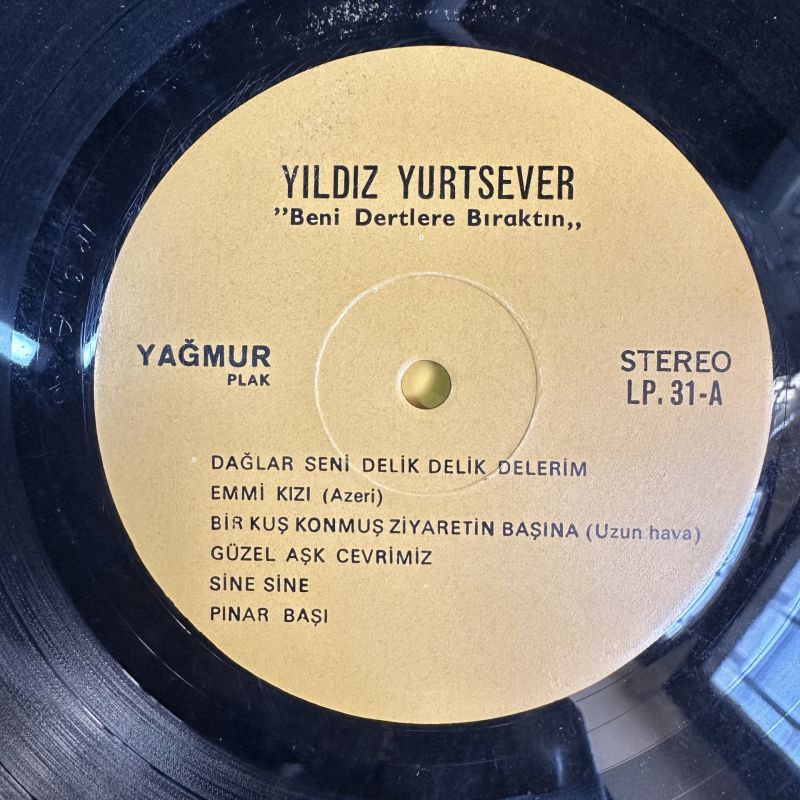 YILDIZ YURTSEVER
”Beni Dertlere Bıraktın„
YAĞMUR
PLAK
STEREO
LP. 31-A
DAĞLAR SENİ DELİK DELİK DELERİM
EMMİ KIZI (Azeri)
BİR KUŞ KONMUŞ ZİYARETİN BAŞINA (Uzun hava)
GÜZEL AŞK CEVRİMİZ
SİNE SİNE
PINAR BAŞI